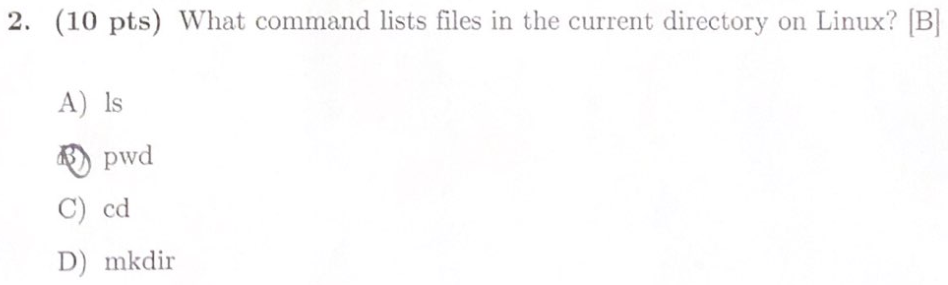 2. (10 pts) What command lists files in the current directory on Linux? [B]
A) ls
B) pwd
C) cd
D) mkdir